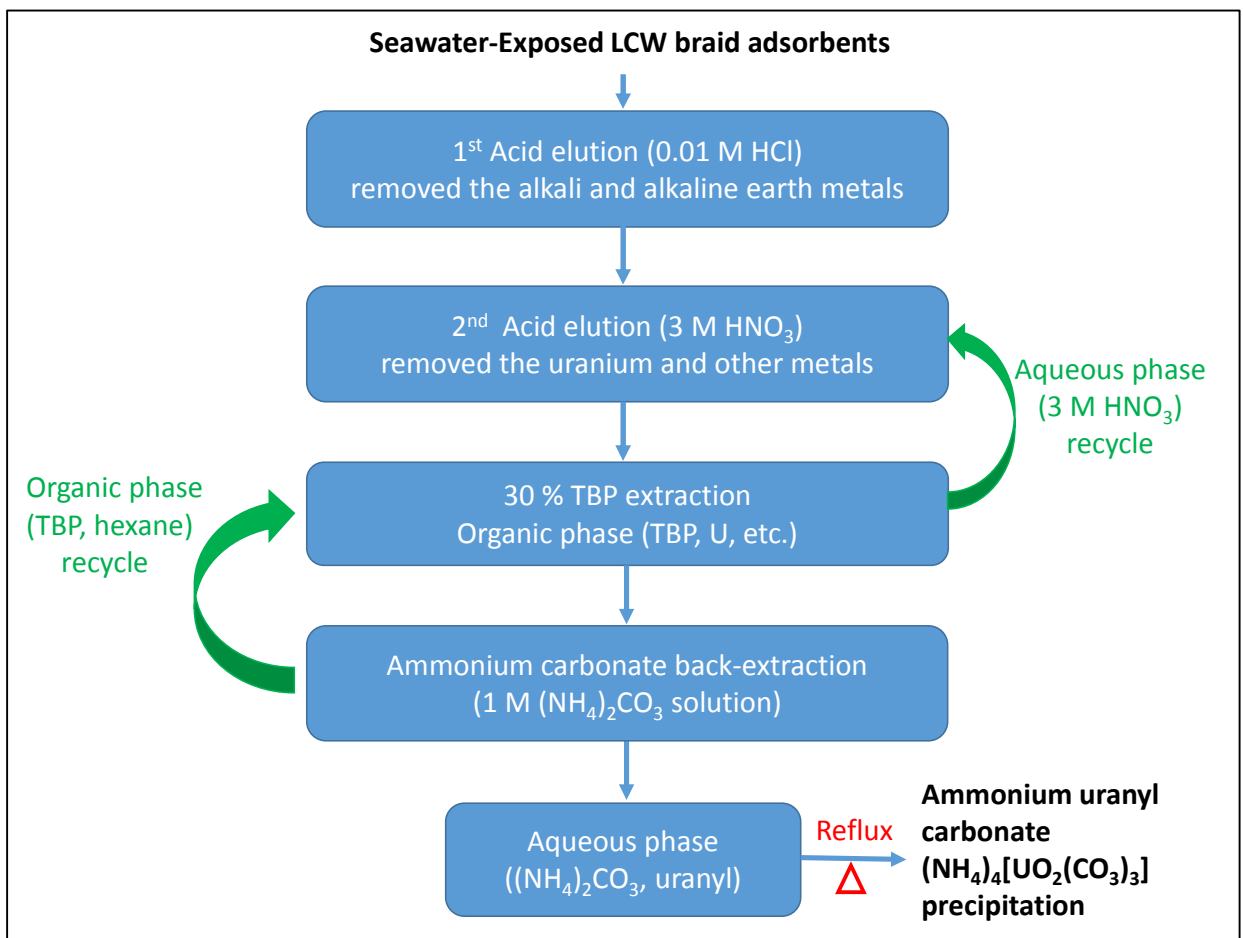 Seawater-Exposed LCW braid adsorbents
1st Acid elution (0.01 M HCl)
removed the alkali and alkaline earth metals
2nd Acid elution (3 M HNO3)
removed the uranium and other metals
Aqueous phase
(3 M HNO3)
recycle
Organic phase
(TBP, hexane)
recycle
30 % TBP extraction
Organic phase (TBP, U, etc.)
Ammonium carbonate back-extraction
(1 M (NH4)2CO3 solution)
Aqueous phase
((NH4)2CO3, uranyl)
Reflux
Δ
Ammonium uranyl
carbonate
(NH4)4[UO2(CO3)3]
precipitation